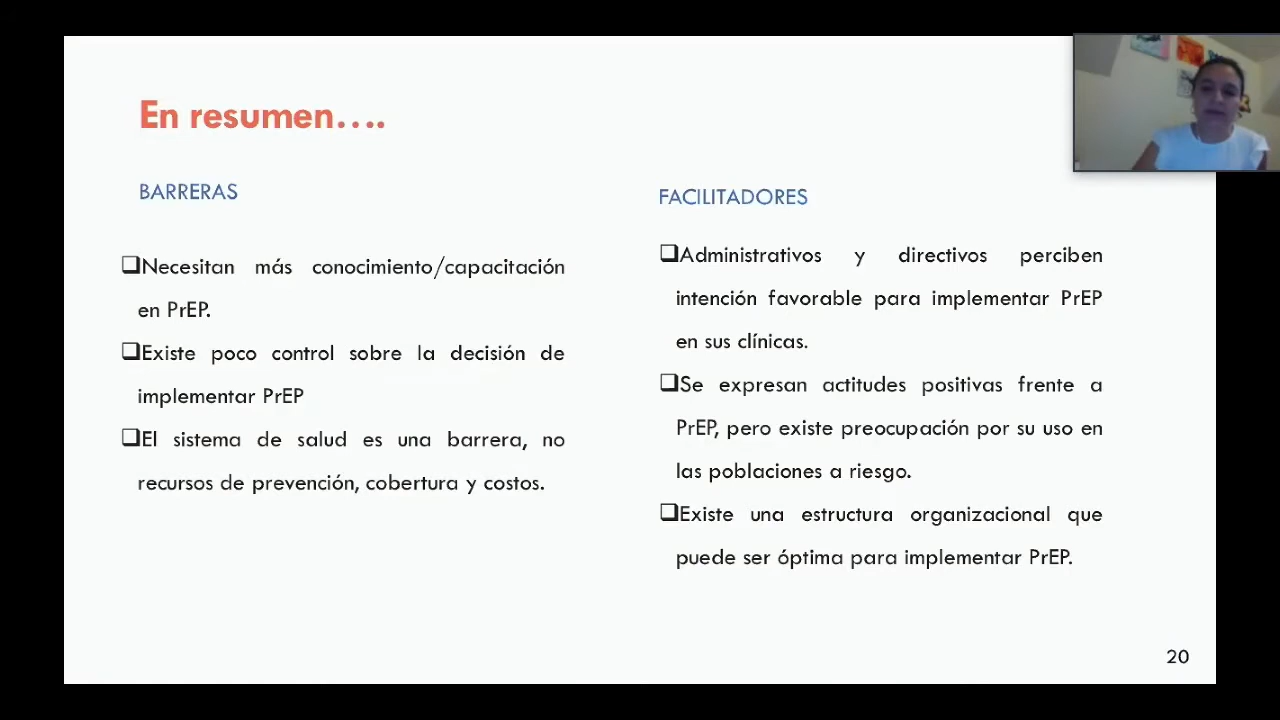 En resumen....
BARRERAS
❑Necesitan más conocimiento/capacitación
en PrEP.
❑Existe poco control sobre la decisión de
implementar PrEP
❑El sistema de salud es una barrera, no
recursos de prevención, cobertura y costos.
FACILITADORES
❑Administrativos y directivos perciben
intención favorable para implementar PrEP
en sus clínicas.
❑Se expresan actitudes positivas frente a
PrEP, pero existe preocupación por su uso en
las poblaciones a riesgo.
❑Existe una estructura organizacional que
puede ser óptima para implementar PrEP.
20